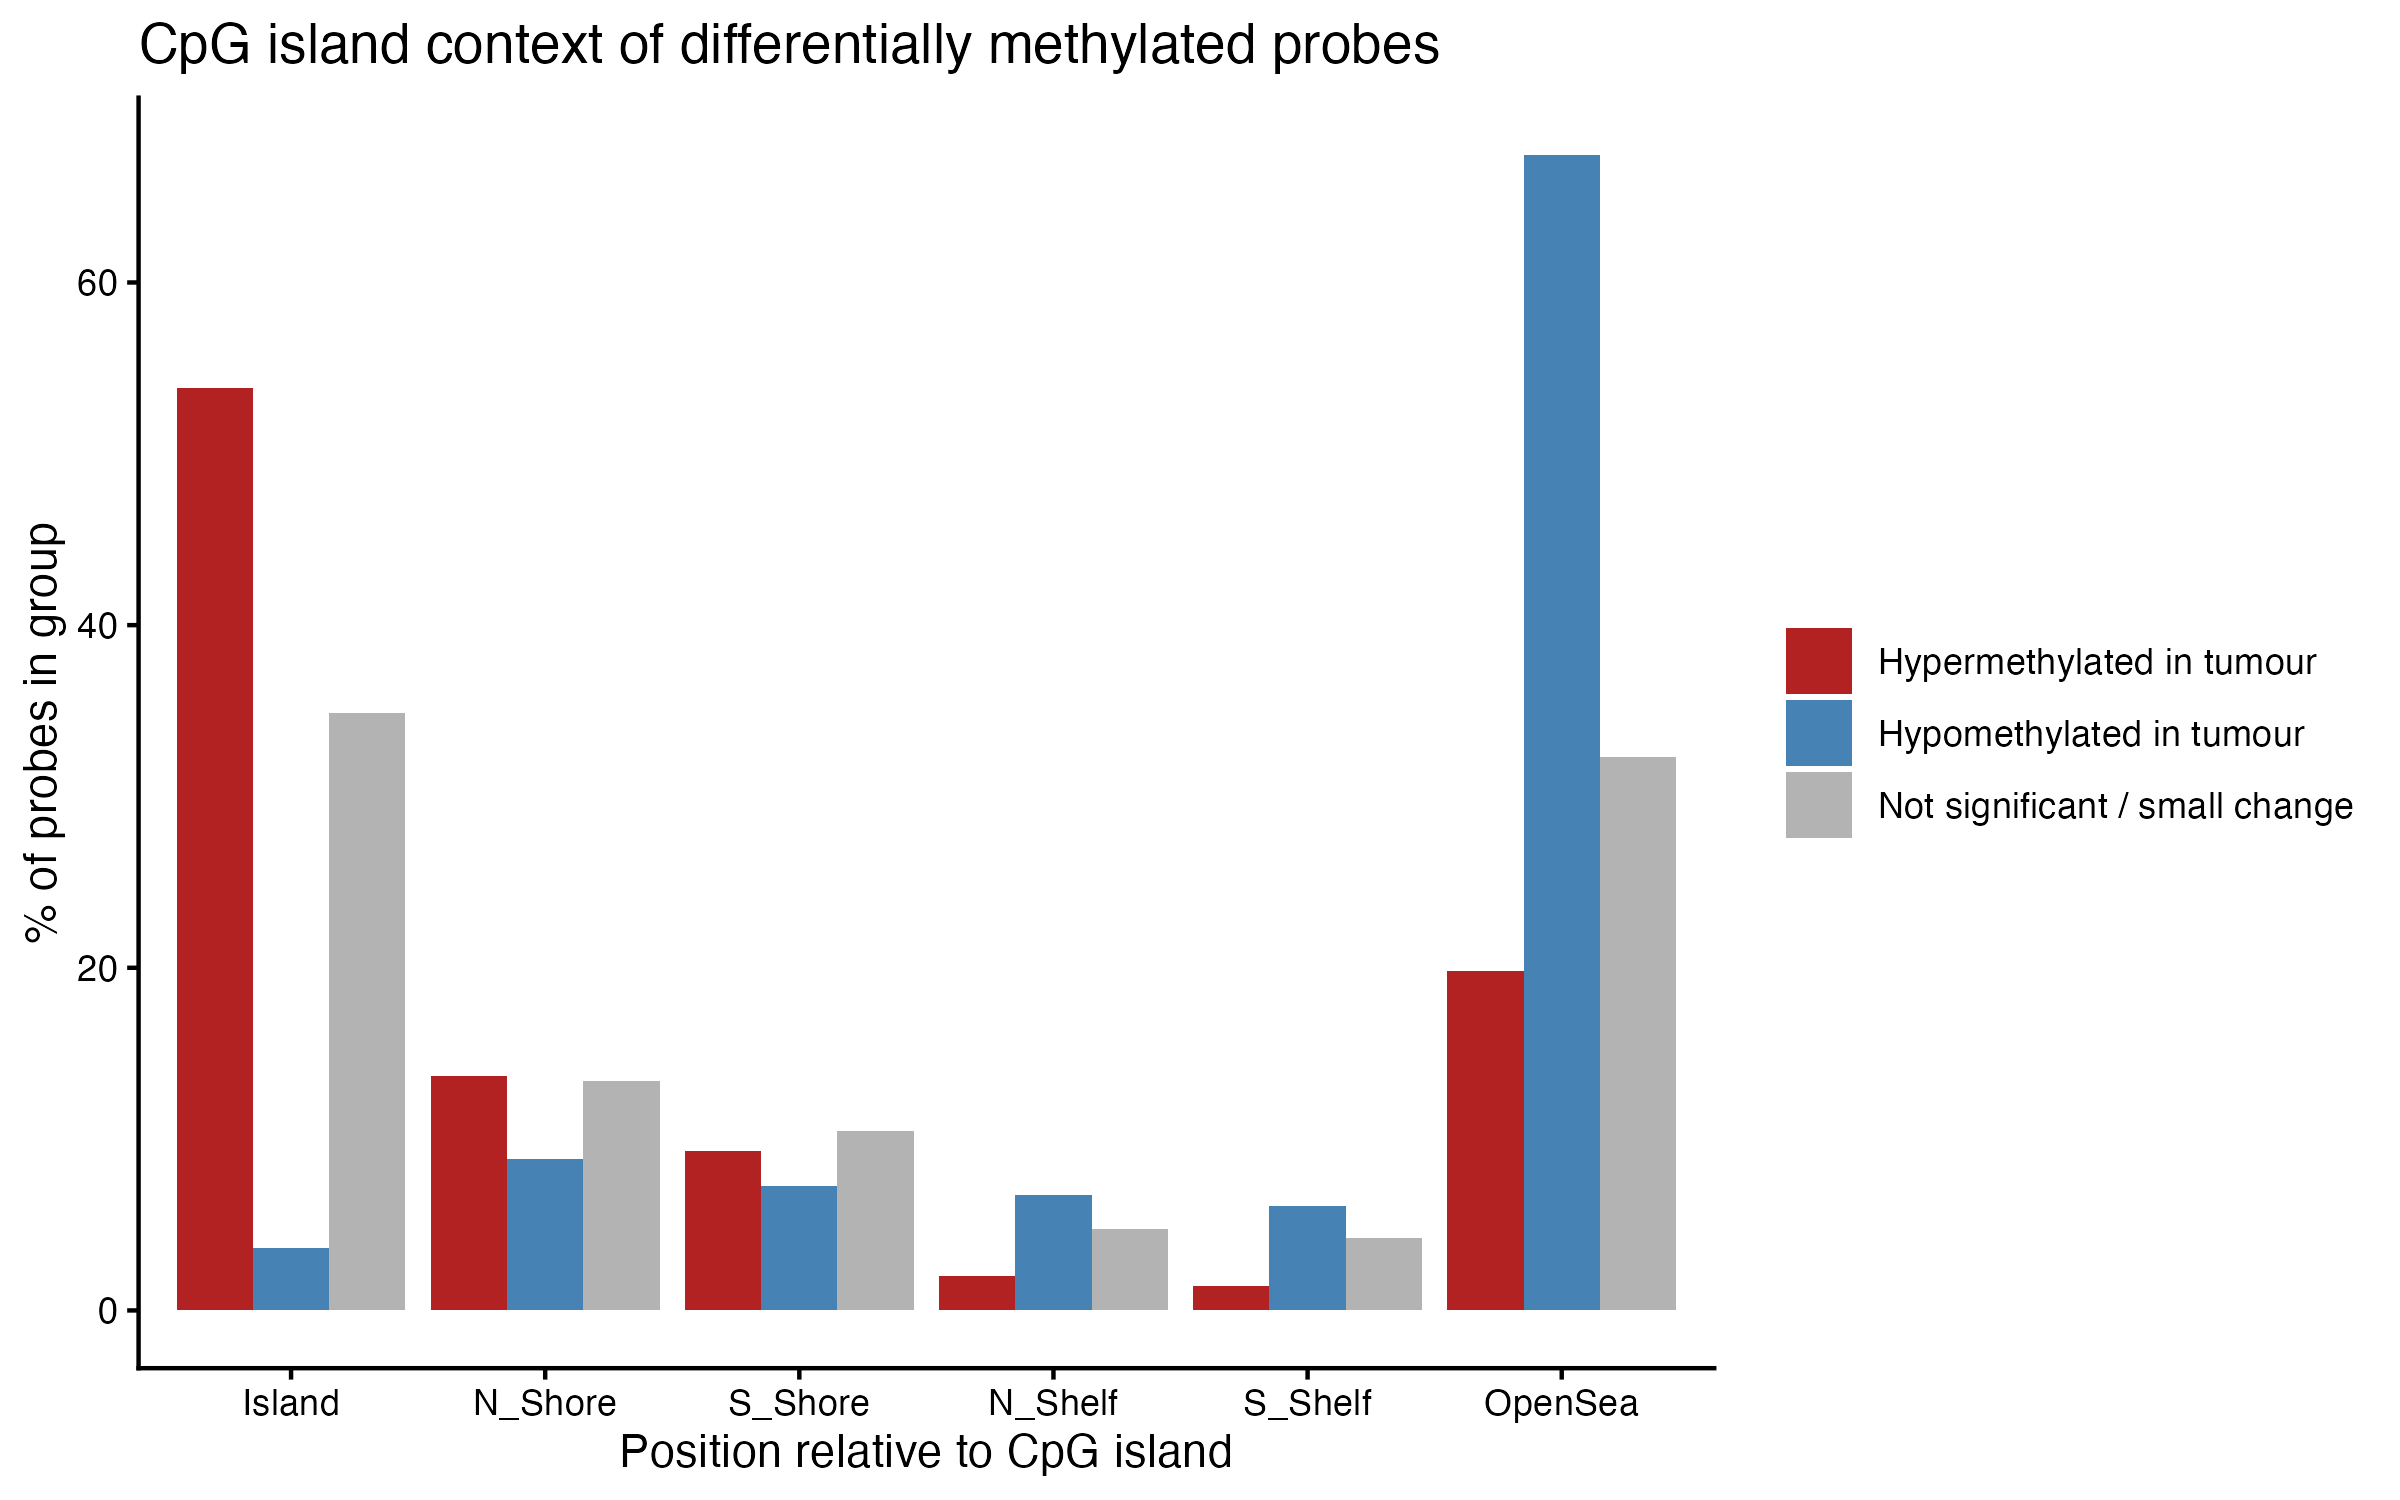 CpG island context of differentially methylated probes
% of probes in group
60
40
20
0
Island
N_Shore
S_Shore
N_Shelf
S_Shelf
OpenSea
Position relative to CpG island
Hypermethylated in tumour
Hypomethylated in tumour
Not significant / small change